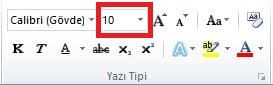 Calibri (Gövde) 10 A A Aa
K T A abc x₂ x² A ab A
Yazı Tipi